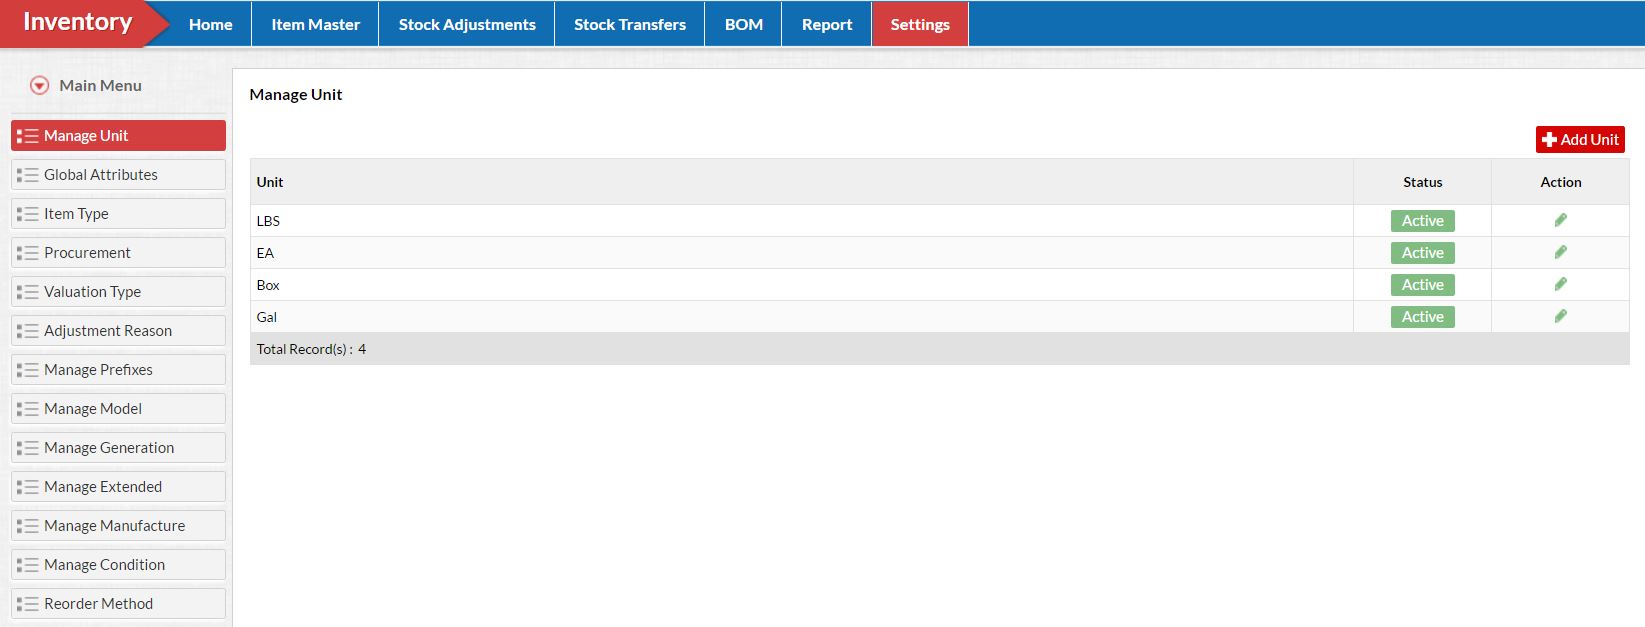 Inventory
Home
Item Master
Stock Adjustments
Stock Transfers
BOM
Report
Settings
Main Menu
Manage Unit
Global Attributes
Item Type
Procurement
Valuation Type
Adjustment Reason
Manage Prefixes
Manage Model
Manage Generation
Manage Extended
Manage Manufacture
Manage Condition
Reorder Method
Manage Unit
Add Unit
Unit Status Action
LBS Active
EA Active
Box Active
Gal Active
Total Record(s) : 4